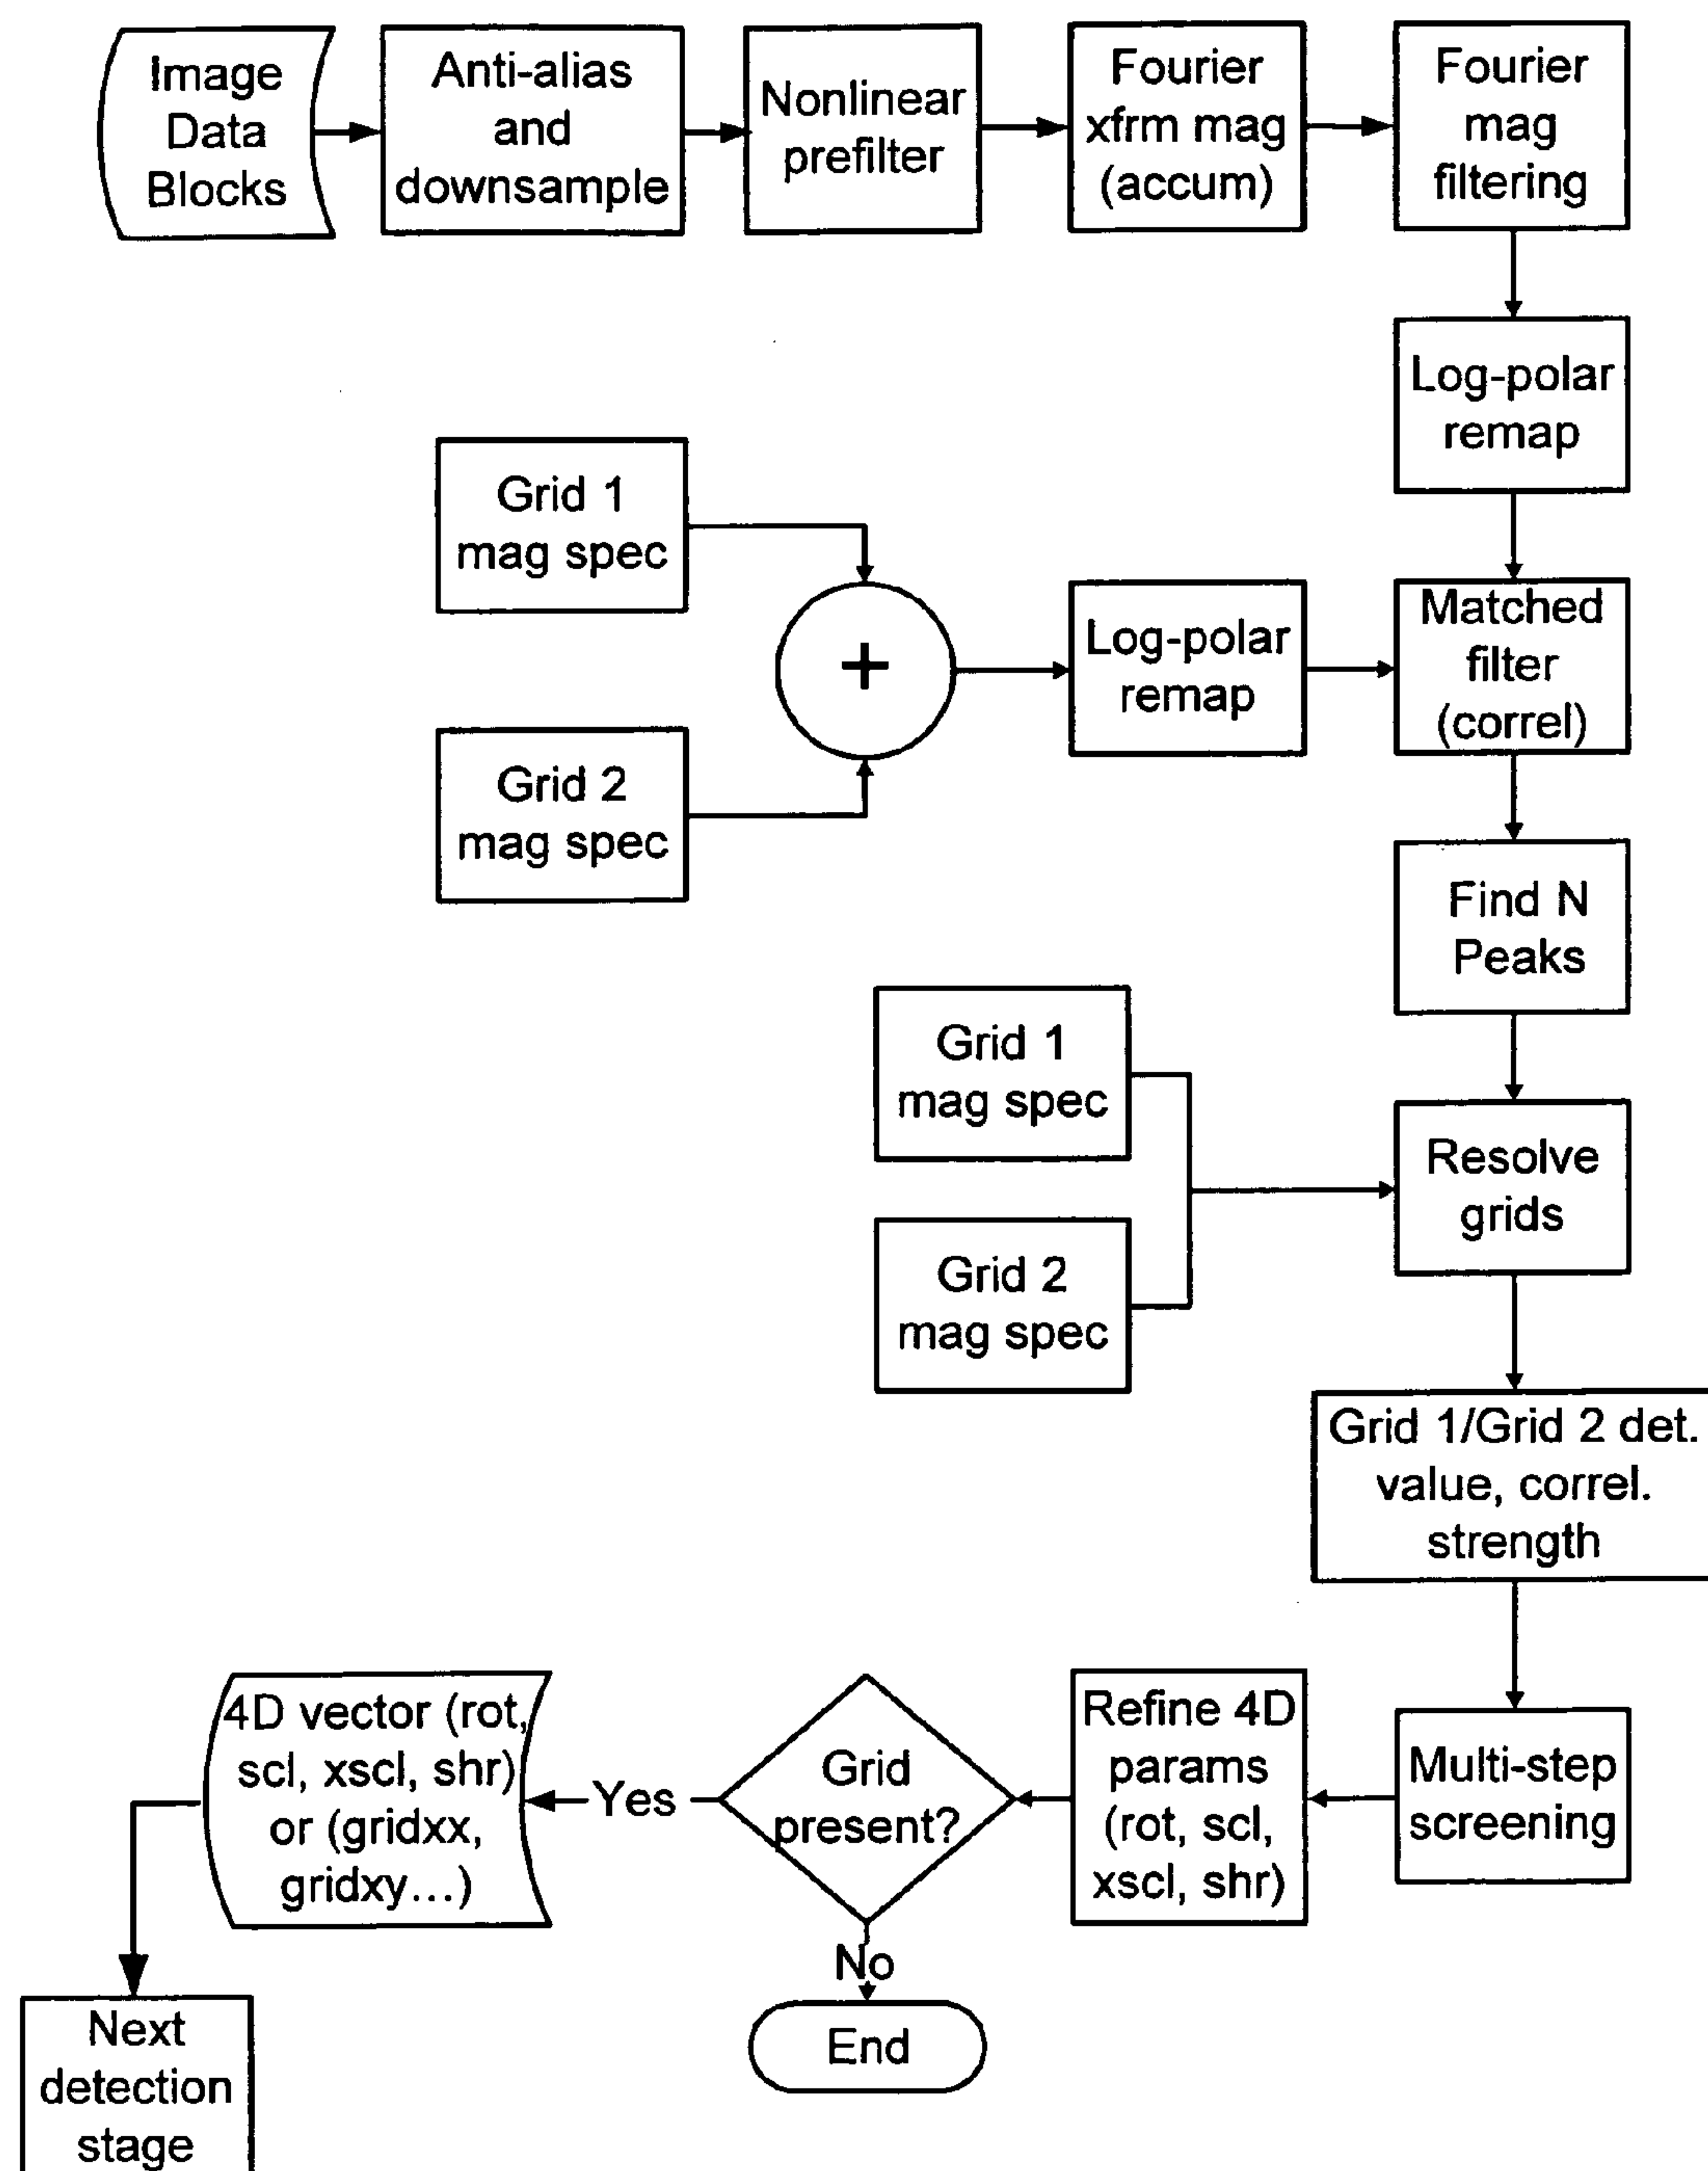 Image
Data
Blocks
Anti-alias
and
downsample
Nonlinear
prefilter
Fourier
xfrm mag
(accum)
Fourier
mag
filtering
Log-polar
remap
Grid 1
mag spec
+
Grid 2
mag spec
Log-polar
remap
Matched
filter
(correl)
Find N
Peaks
Grid 1
mag spec
Grid 2
mag spec
Resolve
grids
Grid 1/Grid 2 det.
value, correl.
strength
Multi-step
screening
Refine 4D
params
(rot, scl,
xscl, shr)
Grid
present?
Yes
No
End
4D vector (rot,
scl, xscl, shr)
or (gridxx,
gridxy...)
Next
detection
stage